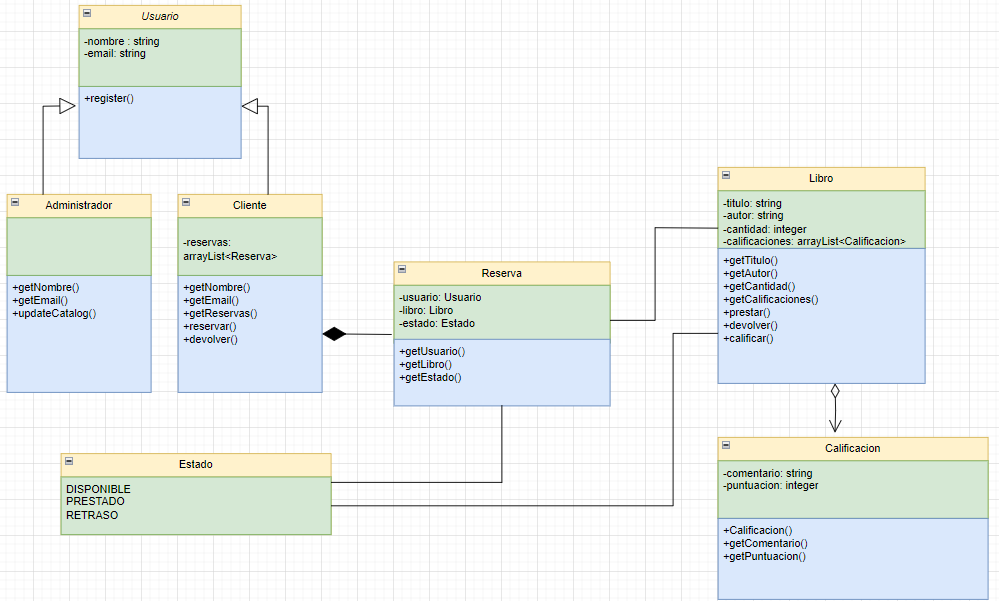 Usuario
-nombre : string
-email: string
+register()
Administrador
+getNombre()
+getEmail()
+updateCatalog()
Cliente
-reservas:
arrayList<Reserva>
+getNombre()
+getEmail()
+getReservas()
+reservar()
+devolver()
Reserva
-usuario: Usuario
-libro: Libro
-estado: Estado
+getUsuario()
+getLibro()
+getEstado()
Libro
-titulo: string
-autor: string
-cantidad: integer
-calificaciones: arrayList<Calificacion>
+getTitulo()
+getAutor()
+getCantidad()
+getCalificaciones()
+prestar()
+devolver()
+calificar()
Estado
DISPONIBLE
PRESTADO
RETRASO
Calificacion
-comentario: string
-puntuacion: integer
+Calificacion()
+getComentario()
+getPuntuacion()